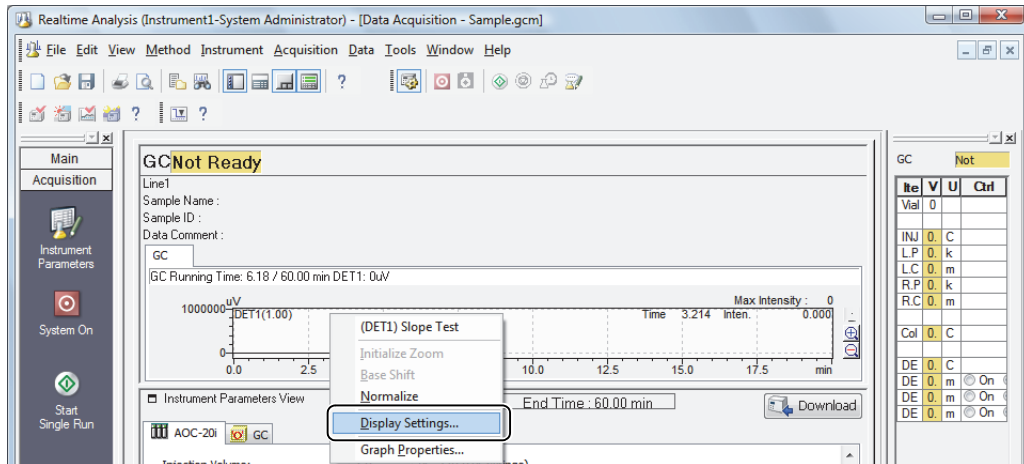 Realtime Analysis (Instrument1-System Administrator) - [Data Acquisition - Sample.gcm]
File Edit View Method Instrument Acquisition Data Tools Window Help
?
? ?
Main
Acquisition
Instrument
Parameters
System On
Start
Single Run
GC Not Ready
Line1
Sample Name :
Sample ID :
Data Comment :
GC
GC Running Time: 6.18 / 60.00 min DET1: 0uV
uV
Max Intensity : 0
1000000
DET1(1.00)
Time 3.214 Inten. 0.000
0
0.0 2.5 10.0 12.5 15.0 17.5 min
(DET1) Slope Test
Initialize Zoom
Base Shift
Normalize
Display Settings...
Graph Properties...
Instrument Parameters View
End Time : 60.00 min
Download
AOC-20i GC
GC Not
Ite V U Ctrl
Vial 0
INJ 0. C
L.P 0. k
L.C 0. m
R.P 0. k
R.C 0. m
Col 0. C
DE 0. C
DE 0. m On
DE 0. m On
DE 0. m On